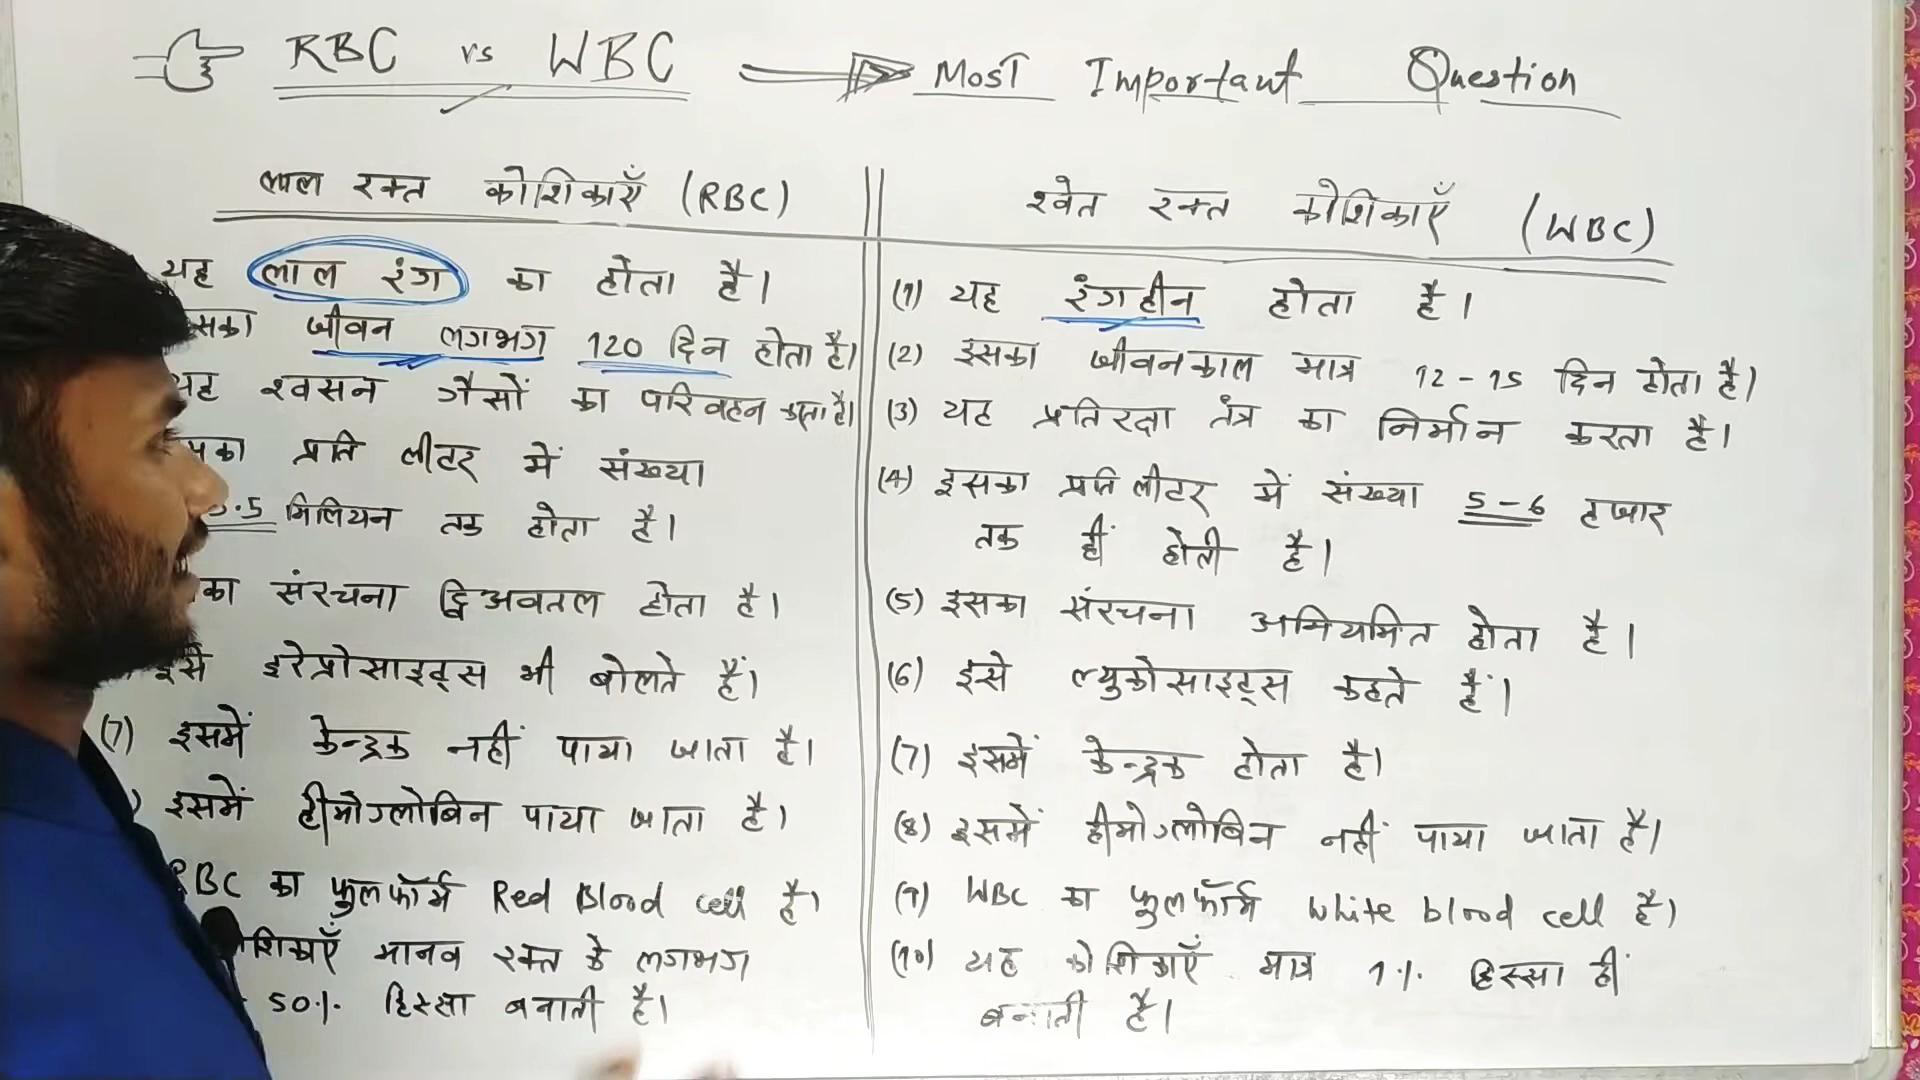 RBC vs WBC Most Important Question
लाल रक्त कोशिकाएँ (RBC)
यह लाल रंग का होता है।
जीवन लगभग 120 दिन होता है।
श्वसन गैसों का परिवहन करता है।
प्रति लीटर में संख्या
.5 मिलियन तक होता है।
का संरचना द्विअवतल होता है।
इसे इरेथ्रोसाइट्स भी बोलते हैं।
(7) इसमें केन्द्रक नहीं पाया जाता है।
इसमें हीमोग्लोबिन पाया जाता है।
RBC का फुलफॉर्म Red Blood cell है।
मानव रक्त के लगभग
50% हिस्सा बनाती है।
श्वेत रक्त कोशिकाएँ (WBC)
(1) यह रंगहीन होता है।
(2) इसका जीवनकाल मात्र 12-15 दिन होता है।
(3) यह प्रतिरक्षा तंत्र का निर्मान करता है।
(4) इसका प्रति लीटर में संख्या 5-6 हजार
तक हीं होती है।
(5) इसका संरचना अनियमित होता है।
(6) इसे ल्युकोसाइट्स कहते हैं।
(7) इसमें केन्द्रक होता है।
(8) इसमें हीमोग्लोबिन नहीं पाया जाता है।
(9) WBC का फुलफॉर्म White blood cell है।
(10) यह कोशिकाएँ मात्र 1% हिस्सा हीं
बनाती है।